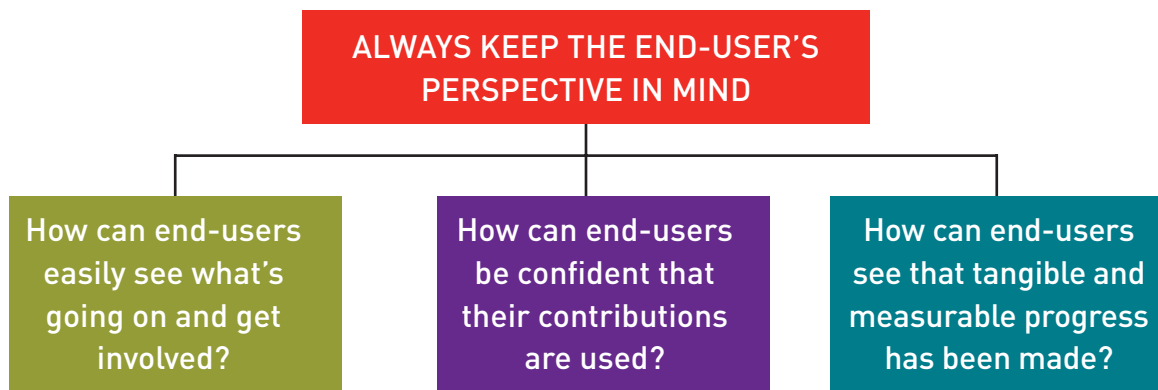 ALWAYS KEEP THE END-USER’S
PERSPECTIVE IN MIND
How can end-users
easily see what’s
going on and get
involved?
How can end-users
be confident that
their contributions
are used?
How can end-users
see that tangible and
measurable progress
has been made?